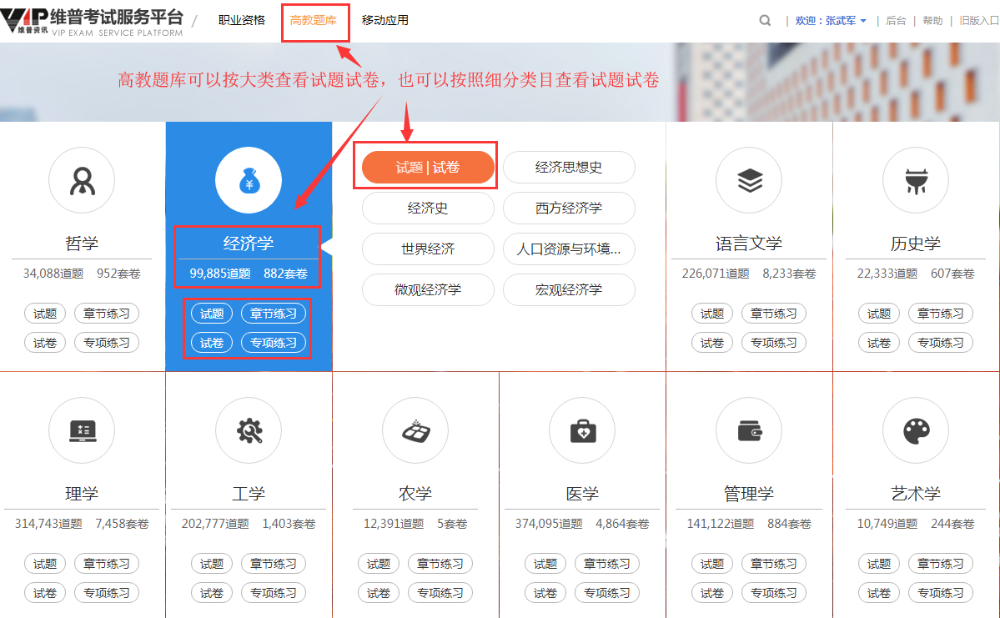 VIP 维普资讯 维普考试服务平台 VIP EXAM SERVICE PLATFORM / 职业资格 高教题库 移动应用 | 欢迎：张武军 | 后台 | 帮助 | 旧版入口
高教题库可以按大类查看试题试卷，也可以按照细分类目查看试题试卷
哲学
34,088道题 952套卷
试题 章节练习
试卷 专项练习
经济学
99,885道题 882套卷
试题 章节练习
试卷 专项练习
试题 | 试卷 经济思想史
经济史 西方经济学
世界经济 人口资源与环境...
微观经济学 宏观经济学
语言文学
226,071道题 8,233套卷
试题 章节练习
试卷 专项练习
历史学
22,333道题 607套卷
试题 章节练习
试卷 专项练习
理学
314,743道题 7,458套卷
试题 章节练习
试卷 专项练习
工学
202,777道题 1,403套卷
试题 章节练习
试卷 专项练习
农学
12,391道题 5套卷
试题 章节练习
试卷 专项练习
医学
374,095道题 4,864套卷
试题 章节练习
试卷 专项练习
管理学
141,122道题 884套卷
试题 章节练习
试卷 专项练习
艺术学
10,749道题 244套卷
试题 章节练习
试卷 专项练习